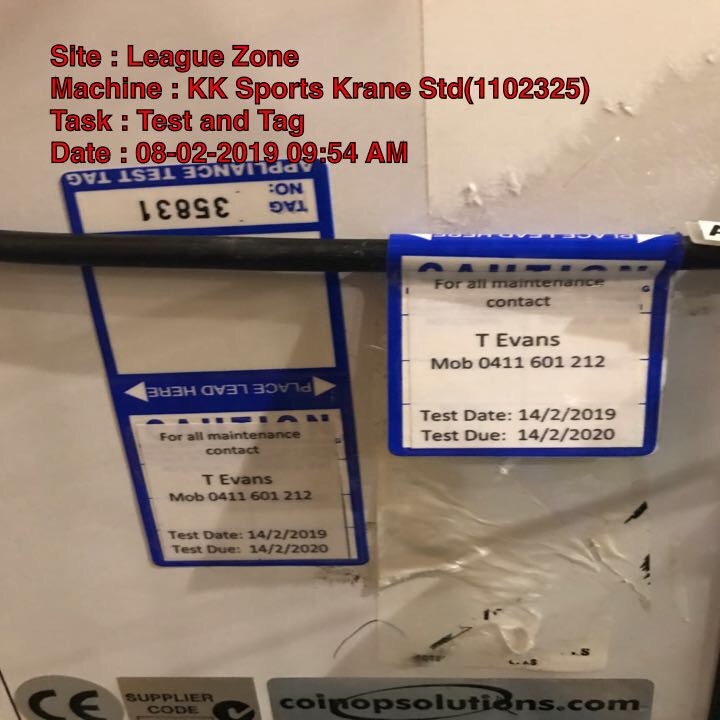 Site : League Zone
Machine : KK Sports Krane Std(1102325)
Task : Test and Tag
Date : 08-02-2019 09:54 AM
APPLIANCE TEST TAG
TAG NO:
35831
PLACE LEAD HERE
CAUTION
For all maintenance
contact
T Evans
Mob 0411 601 212
Test Date: 14/2/2019
Test Due: 14/2/2020
PLACE LEAD HERE
CAUTION
For all maintenance
contact
T Evans
Mob 0411 601 212
Test Date: 14/2/2019
Test Due: 14/2/2020
CE
SUPPLIER
CODE
coinopsolutions.com